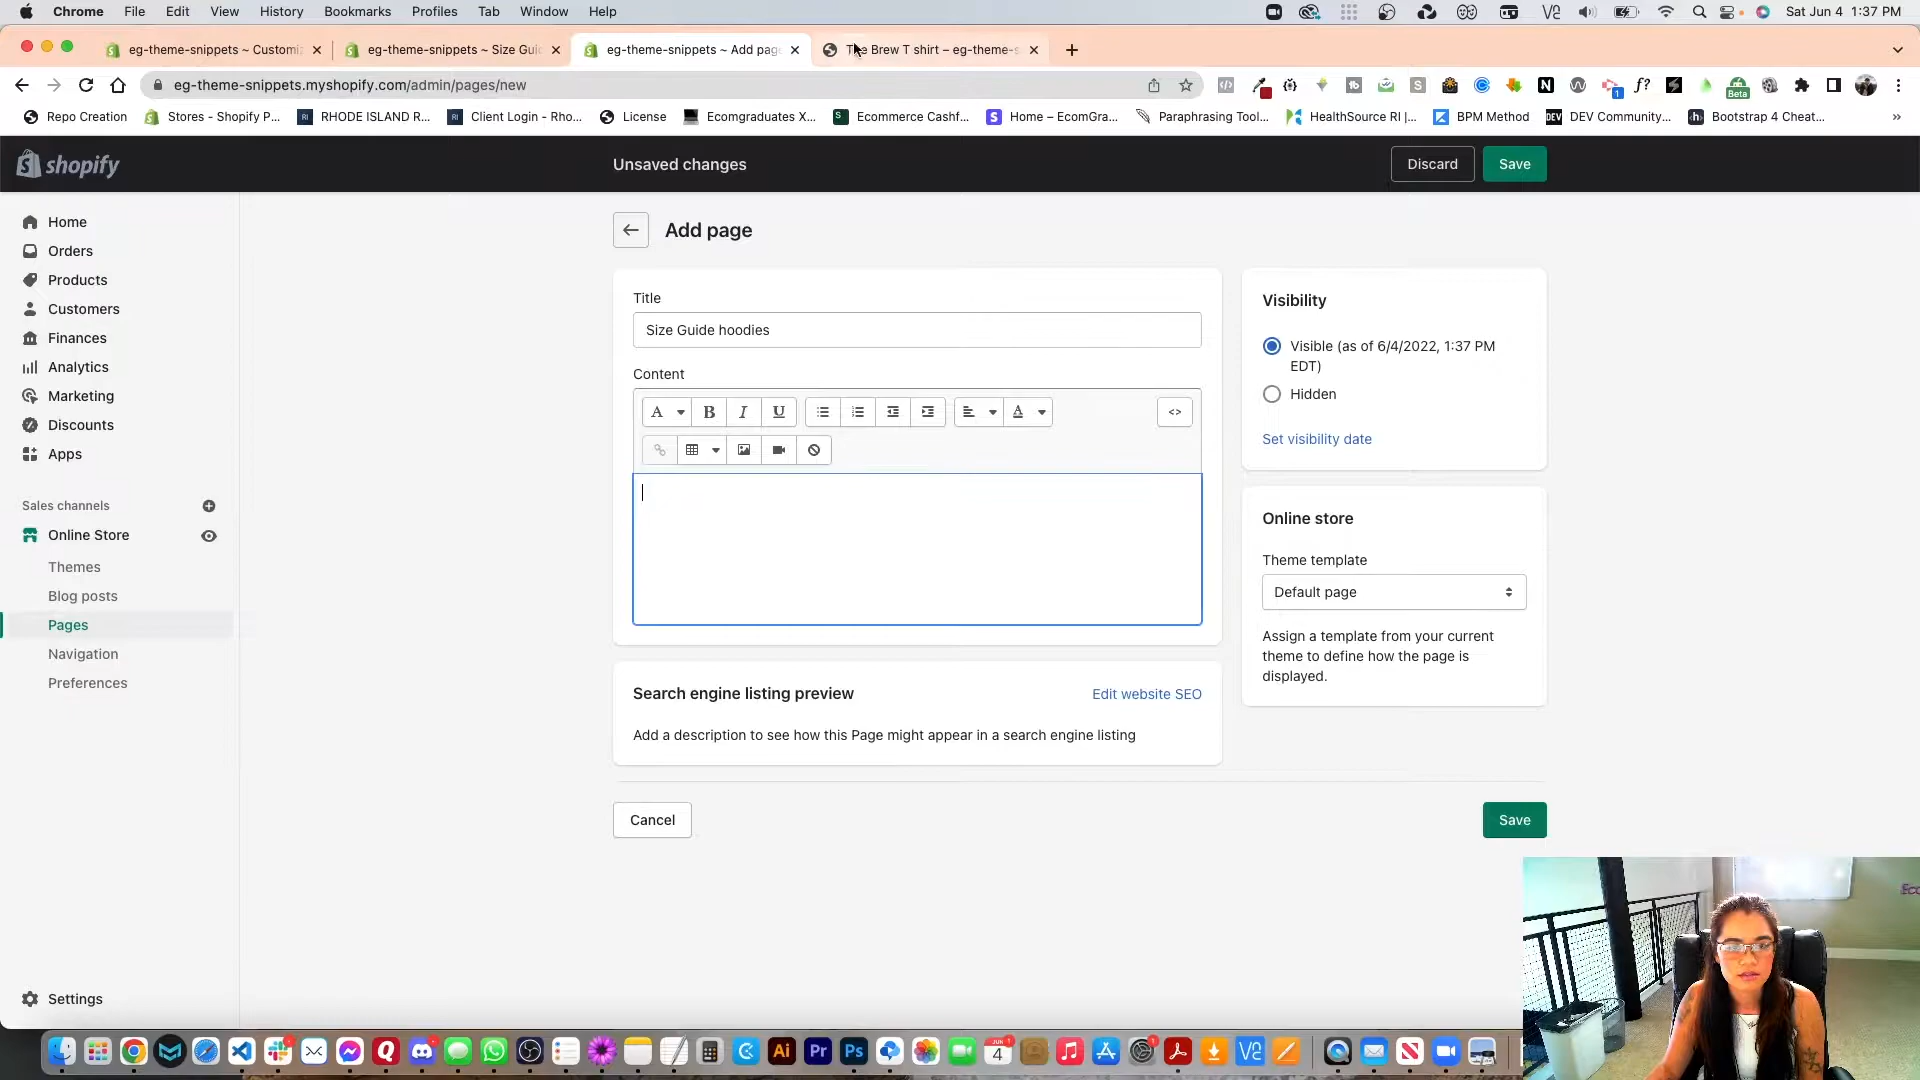 Chrome File Edit View History Bookmarks Profiles Tab Window Help Sat Jun 4 1:37 PM
eg-theme-snippets ~ Customi eg-theme-snippets ~ Size Gui eg-theme-snippets ~ Add page The Brew T shirt – eg-theme-s
eg-theme-snippets.myshopify.com/admin/pages/new
Repo Creation Stores - Shopify P... RHODE ISLAND R... Client Login - Rho... License Ecomgraduates X... Ecommerce Cashf... Home – EcomGra... Paraphrasing Tool... HealthSource RI |... BPM Method DEV Community... Bootstrap 4 Cheat... »
shopify
Unsaved changes
Discard
Save
Home
Orders
Products
Customers
Finances
Analytics
Marketing
Discounts
Apps
Sales channels
Online Store
Themes
Blog posts
Pages
Navigation
Preferences
Settings
Add page
Title
Size Guide hoodies
Content
A B I U A <>
Search engine listing preview
Edit website SEO
Add a description to see how this Page might appear in a search engine listing
Cancel
Save
Visibility
Visible (as of 6/4/2022, 1:37 PM
EDT)
Hidden
Set visibility date
Online store
Theme template
Default page
Assign a template from your current
theme to define how the page is
displayed.